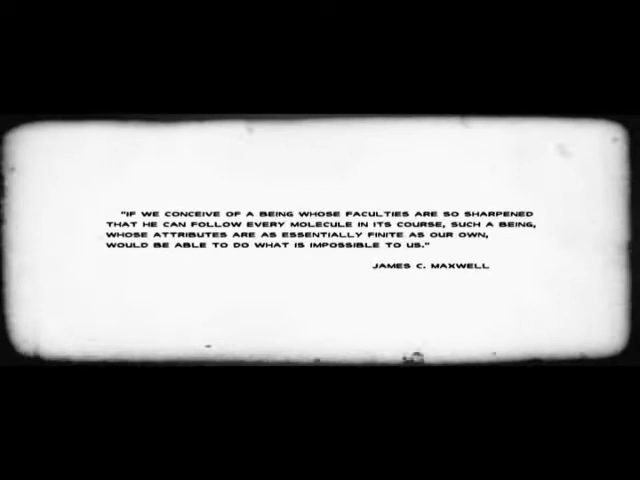 "IF WE CONCEIVE OF A BEING WHOSE FACULTIES ARE SO SHARPENED
THAT HE CAN FOLLOW EVERY MOLECULE IN ITS COURSE, SUCH A BEING,
WHOSE ATTRIBUTES ARE AS ESSENTIALLY FINITE AS OUR OWN,
WOULD BE ABLE TO DO WHAT IS IMPOSSIBLE TO US."
JAMES C. MAXWELL